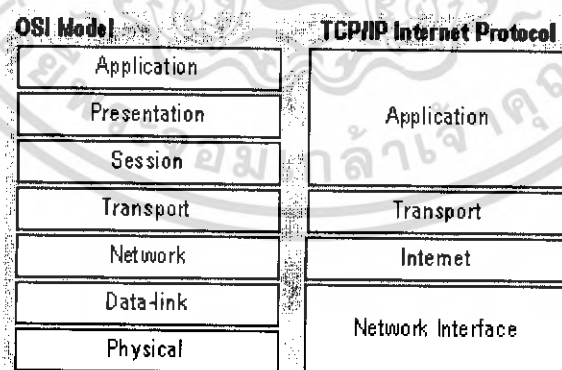 OSI Model
Application
Presentation
Session
Transport
Network
Data-link
Physical
TCP/IP Internet Protocol
Application
Transport
Internet
Network Interface